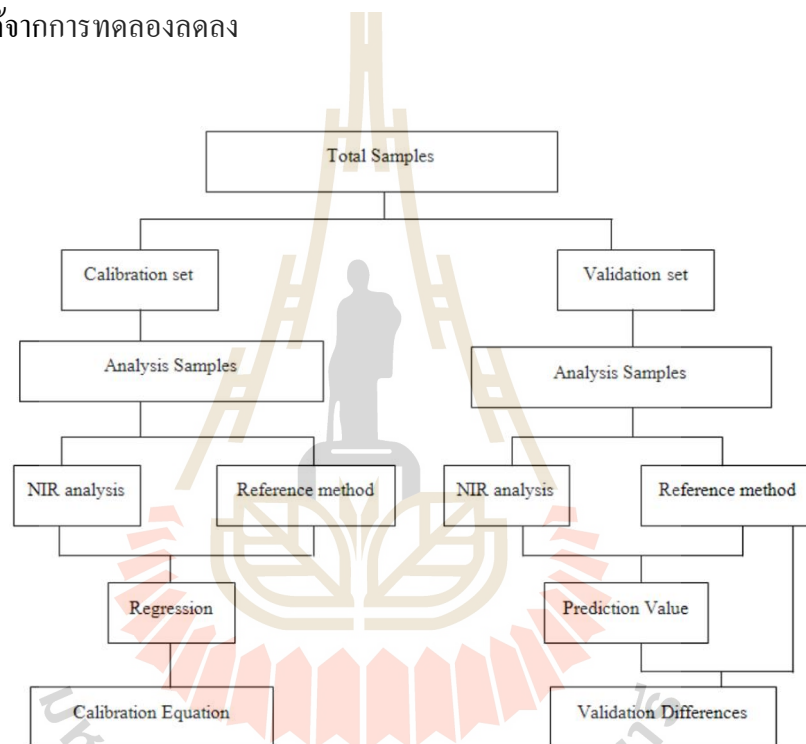 จากการทดลองลดลง
Total Samples
Calibration set
Validation set
Analysis Samples
Analysis Samples
NIR analysis
Reference method
NIR analysis
Reference method
Regression
Prediction Value
Calibration Equation
Validation Differences